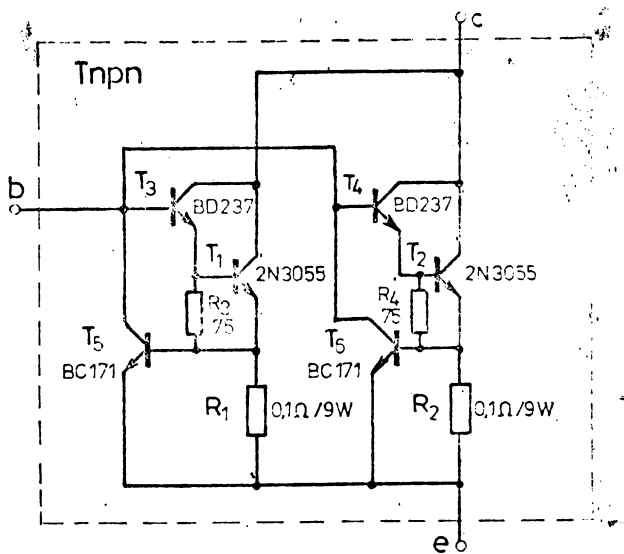 c
Tnpn
b
T3
BD237
T4
BD237
T1
2N3055
T2
2N3055
R3
75
R4
75
T5
BC171
T6
BC171
R1
0,1Ω/9W
R2
0,1Ω/9W
e